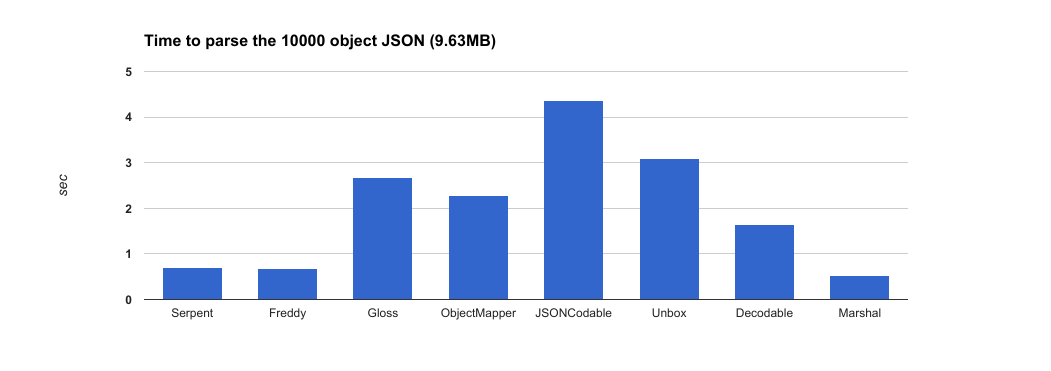 Time to parse the 10000 object JSON (9.63MB)
5
4
3
2
1
0
sec
Serpent Freddy Gloss ObjectMapper JSONCodable Unbox Decodable Marshal